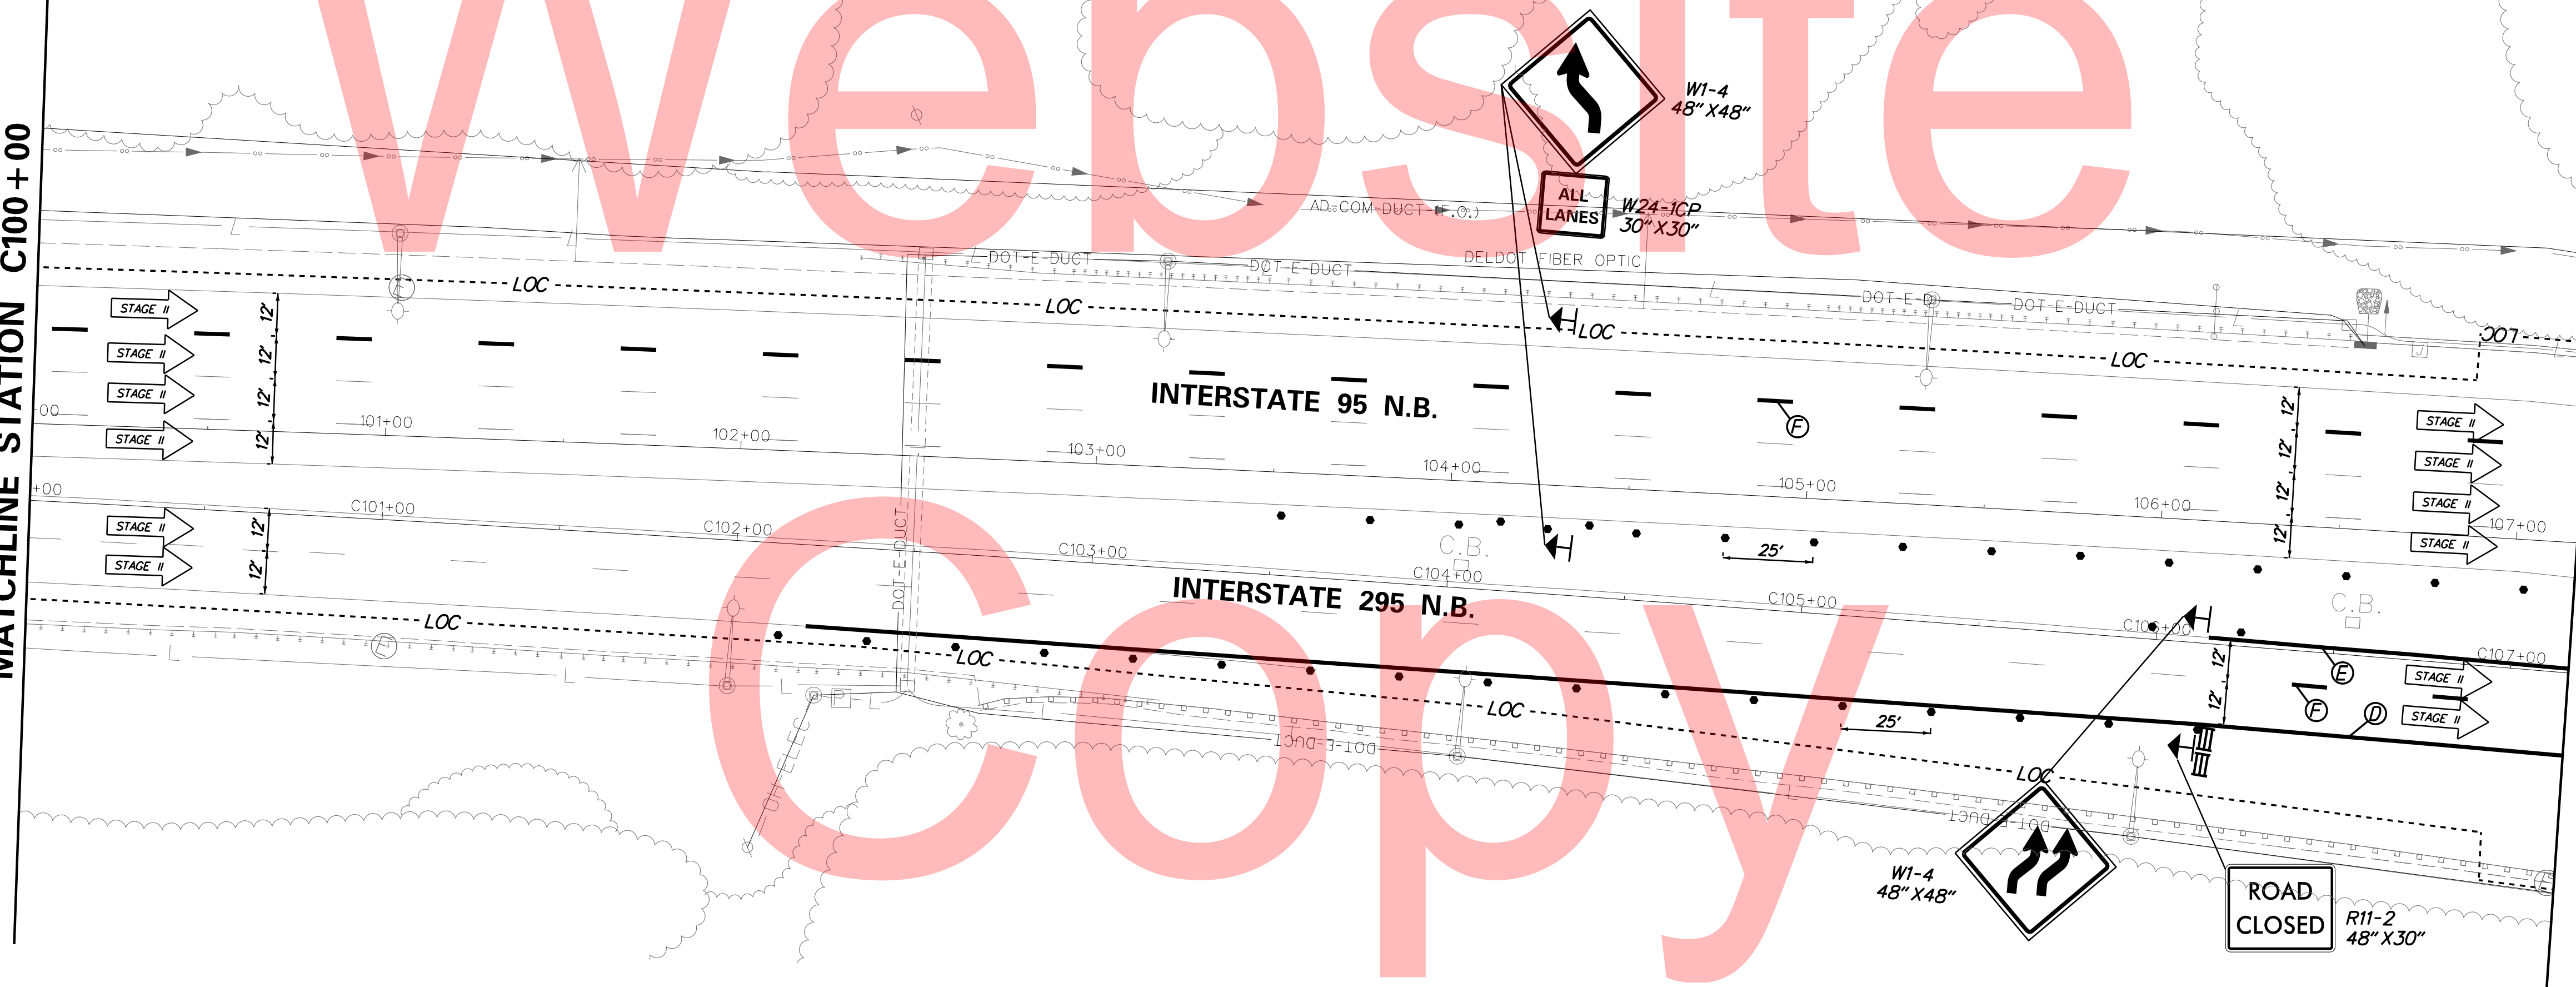 Website
Copy
MATCHLINE STATION C100+00
W1-4
48"X48"
ALL
LANES
W24-1CP
30"X30"
AD-COM-DUCT-(F.O.)
DOT-E-DUCT
DOT-E-DUCT
DELDOT FIBER OPTIC
DOT-E-D
DOT-E-DUCT
LOC
LOC
LOC
LOC
LOC
STAGE II
STAGE II
STAGE II
STAGE II
12'
12'
12'
12'
INTERSTATE 95 N.B.
F
+00
101+00
102+00
103+00
104+00
105+00
106+00
107+00
12'
12'
12'
12'
STAGE II
STAGE II
STAGE II
STAGE II
+00
C101+00
C102+00
C103+00
C104+00
C105+00
C106+00
C107+00
STAGE II
STAGE II
12'
12'
DOT-E-DUCT
C.B.
25'
C.B.
INTERSTATE 295 N.B.
LOC
LOC
LOC
LOC
25'
12'
12'
E
F
D
STAGE II
STAGE II
DOT-E-DUCT
DOT-E-DUCT
W1-4
48"X48"
ROAD
CLOSED
R11-2
48"X30"